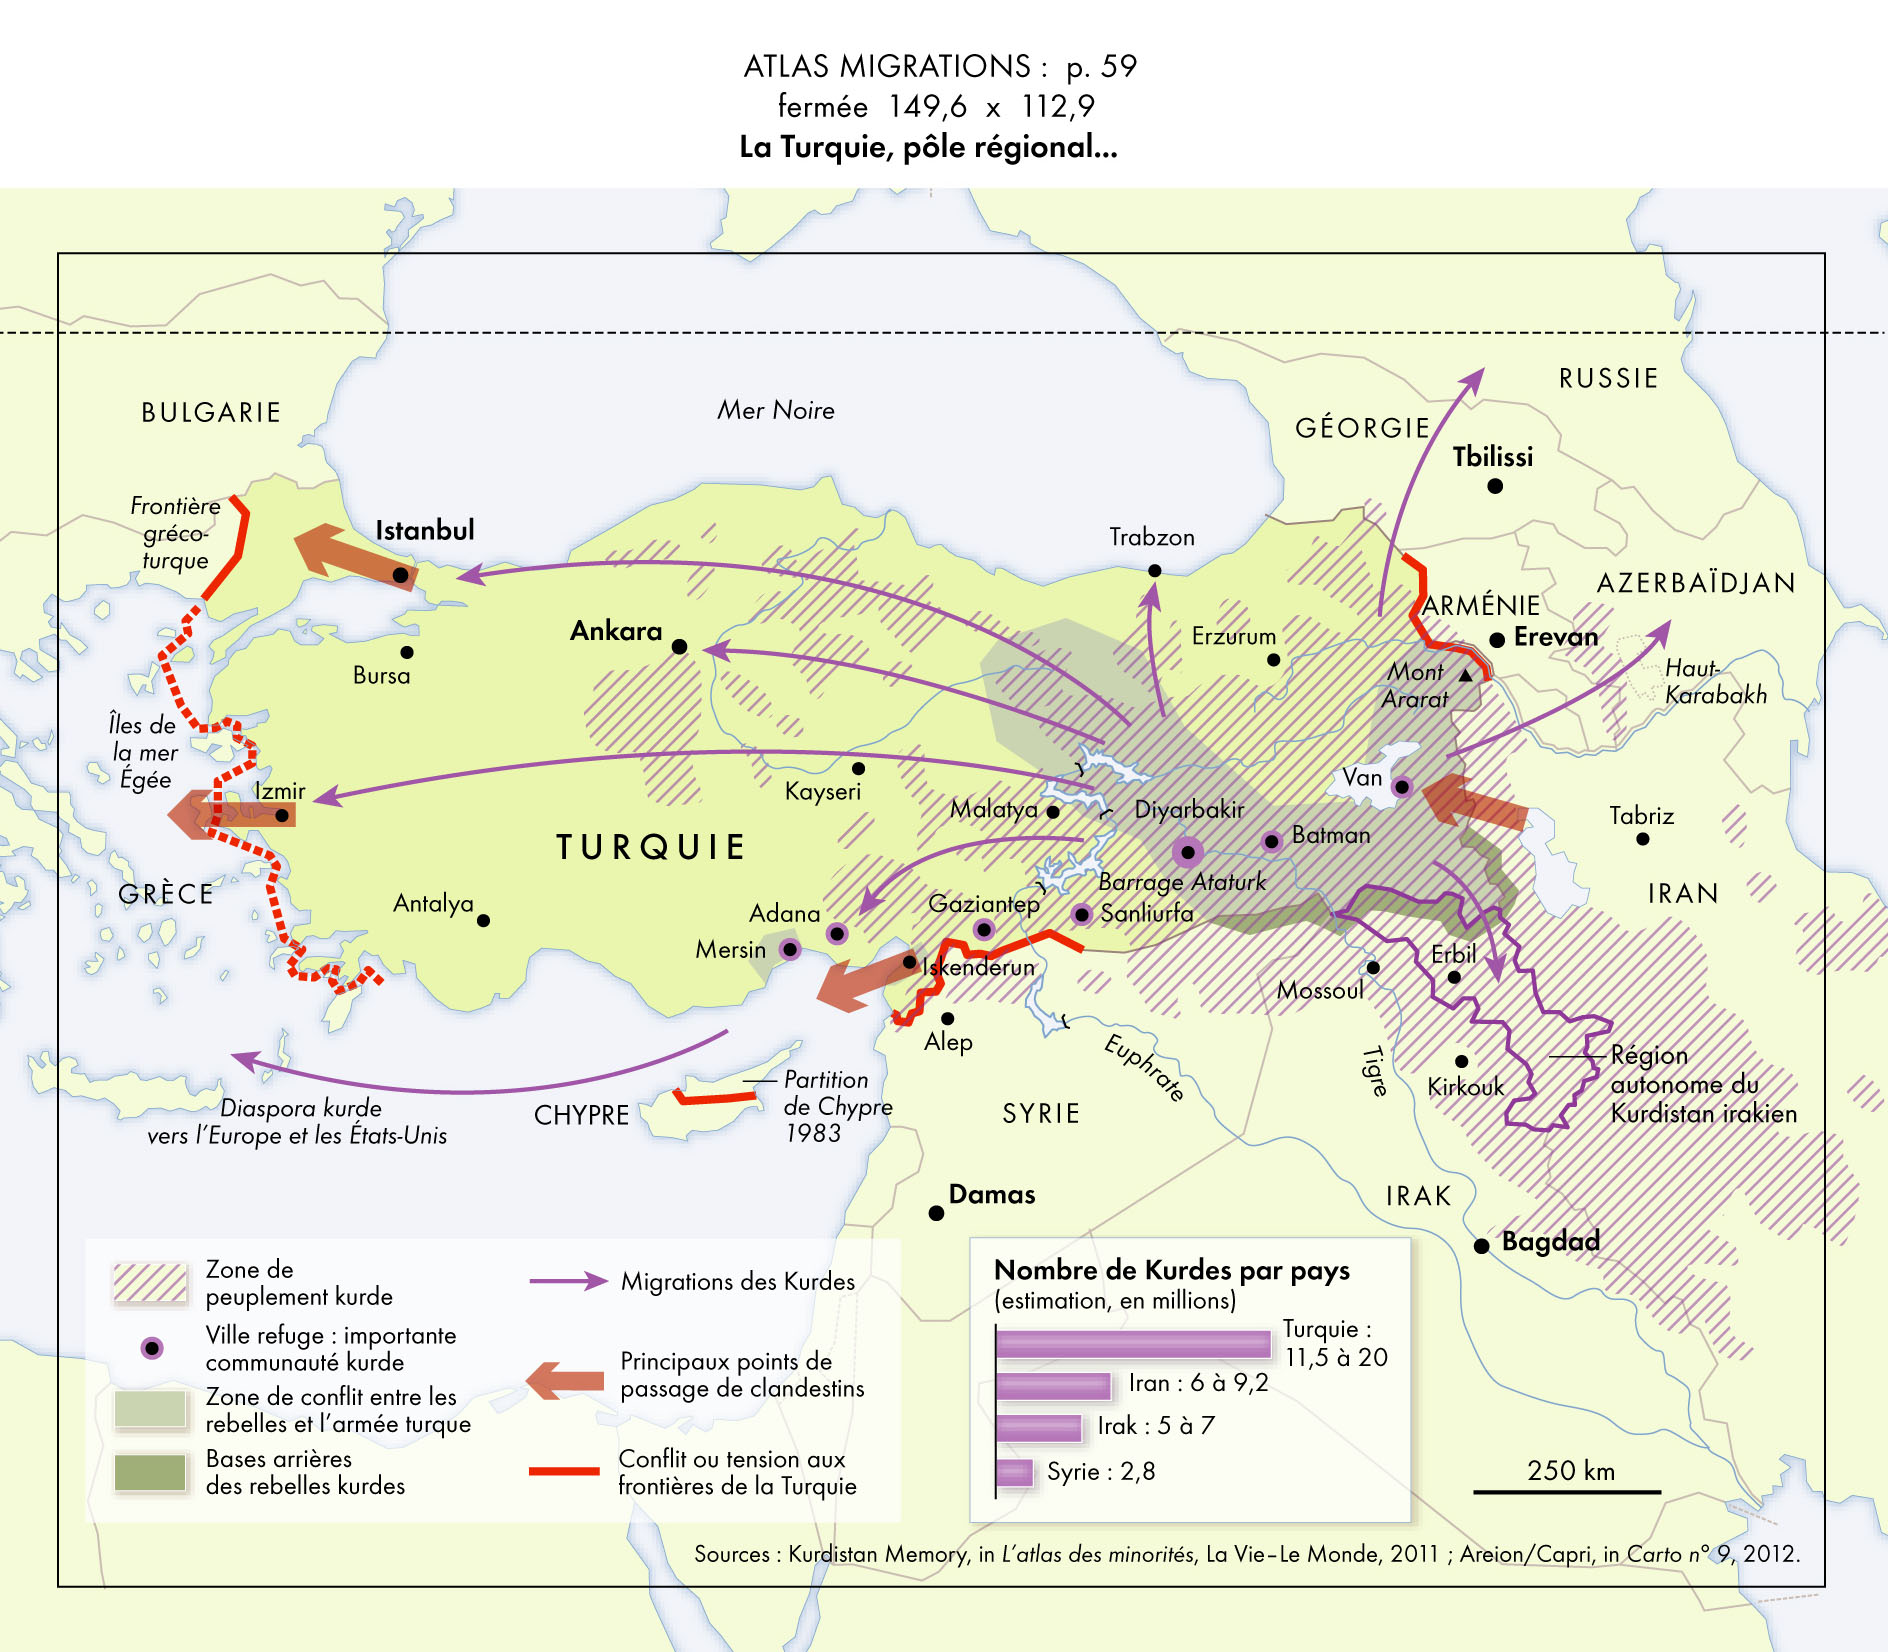 ATLAS MIGRATIONS : p. 59
fermée 149,6 x 112,9
La Turquie, pôle régional...
BULGARIE
Mer Noire
RUSSIE
GÉORGIE
Tbilissi
Frontière
gréco-
turque
Istanbul
Trabzon
AZERBAÏDJAN
ARMÉNIE
Erevan
Ankara
Erzurum
Bursa
Mont
Ararat
Haut-
Karabakh
Îles de
la mer
Égée
Izmir
Kayseri
Van
Malatya
Diyarbakir
Batman
Tabriz
TURQUIE
GRÈCE
Antalya
Barrage Ataturk
IRAN
Adana
Gaziantep
Sanliurfa
Mersin
Iskenderun
Erbil
Mossoul
Alep
Euphrate
Tigre
Kirkouk
Région
autonome du
Kurdistan irakien
Diaspora kurde
vers l'Europe et les États-Unis
CHYPRE
Partition
de Chypre
1983
SYRIE
Damas
IRAK
Bagdad
Zone de
peuplement kurde
Ville refuge : importante
communauté kurde
Zone de conflit entre les
rebelles et l'armée turque
Bases arrières
des rebelles kurdes
Migrations des Kurdes
Principaux points de
passage de clandestins
Conflit ou tension aux
frontières de la Turquie
Nombre de Kurdes par pays
(estimation, en millions)
Turquie :
11,5 à 20
Iran : 6 à 9,2
Irak : 5 à 7
Syrie : 2,8
250 km
Sources : Kurdistan Memory, in L'atlas des minorités, La Vie–Le Monde, 2011 ; Areion/Capri, in Carto n° 9, 2012.